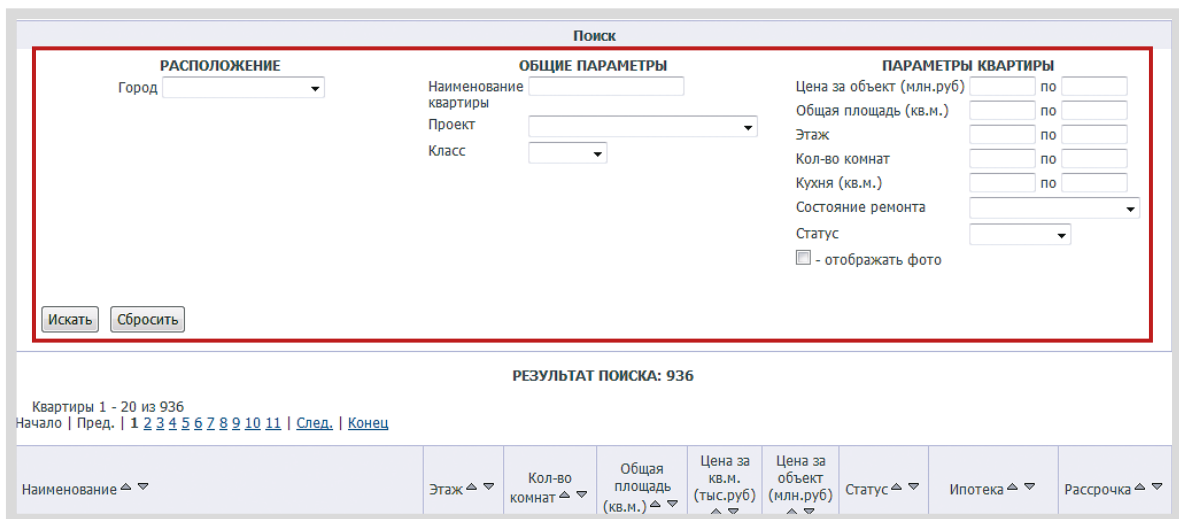 Поиск
РАСПОЛОЖЕНИЕ
Город
ОБЩИЕ ПАРАМЕТРЫ
Наименование
квартиры
Проект
Класс
ПАРАМЕТРЫ КВАРТИРЫ
Цена за объект (млн.руб) по
Общая площадь (кв.м.) по
Этаж по
Кол-во комнат по
Кухня (кв.м.) по
Состояние ремонта
Статус
- отображать фото
Искать Сбросить
РЕЗУЛЬТАТ ПОИСКА: 936
Квартиры 1 - 20 из 936
Начало | Пред. | 1 2 3 4 5 6 7 8 9 10 11 | След. | Конец
Наименование
Этаж
Кол-во
комнат
Общая
площадь
(кв.м.)
Цена за
кв.м.
(тыс.руб)
Цена за
объект
(млн.руб)
Статус
Ипотека
Рассрочка